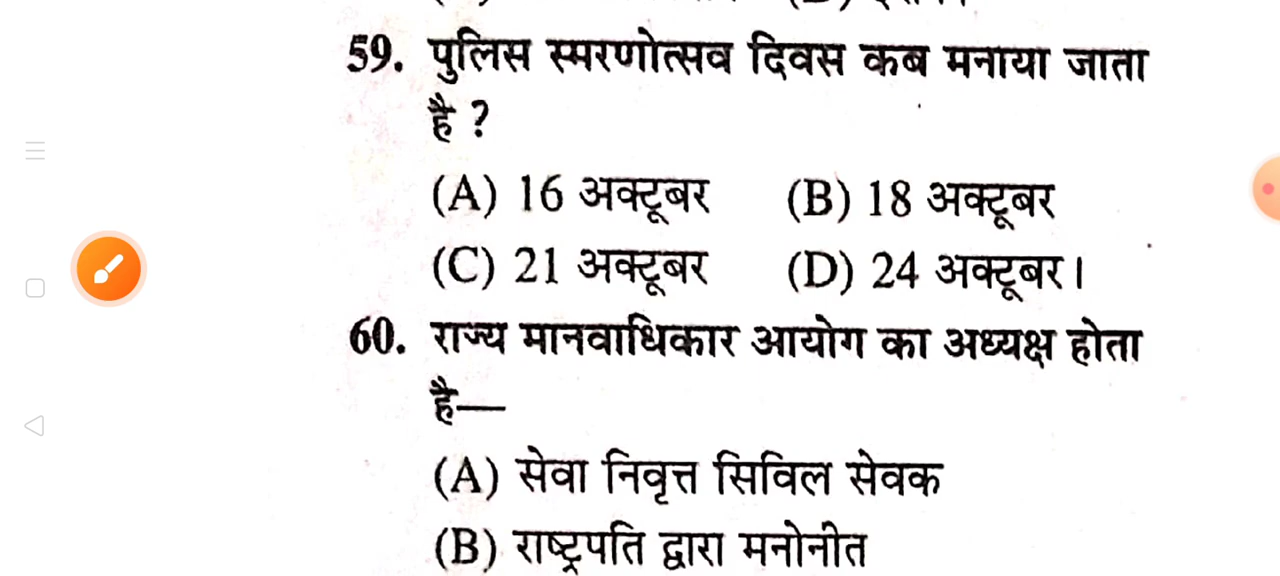 59. पुलिस स्मरणोत्सव दिवस कब मनाया जाता
है ?
(A) 16 अक्टूबर (B) 18 अक्टूबर
(C) 21 अक्टूबर (D) 24 अक्टूबर।
60. राज्य मानवाधिकार आयोग का अध्यक्ष होता
है—
(A) सेवा निवृत्त सिविल सेवक
(B) राष्ट्रपति द्वारा मनोनीत